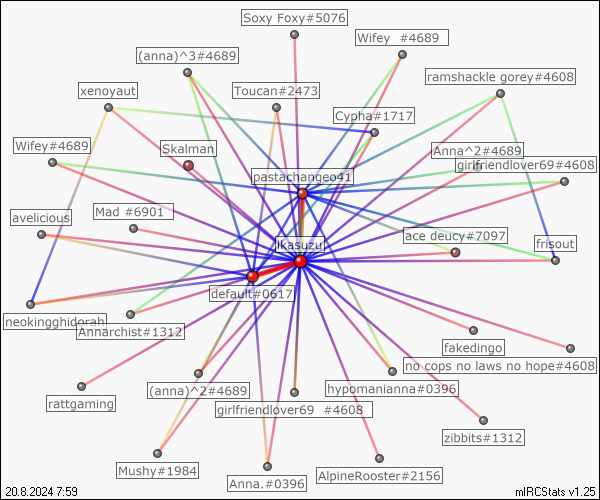 Soxy Foxy#5076
Wifey  #4689
(anna)^3#4689
ramshackle gorey#4608
xenoyaut
Toucan#2473
Cypha#1717
Wifey#4689
Skalman
Anna^2#4689
girlfriendlover69#4608
pastachangeo41
avelicious
Mad #6901
ace deucy#7097
ikasuzu
frisout
default#0617
neokingghidorah
Annarchist#1312
fakedingo
no cops no laws no hope#4608
rattgaming
(anna)^2#4689
hypomanianna#0396
girlfriendlover69  #4608
zibbits#1312
Mushy#1984
Anna.#0396
AlpineRooster#2156
20.8.2024 7:59
mIRCStats v1.25